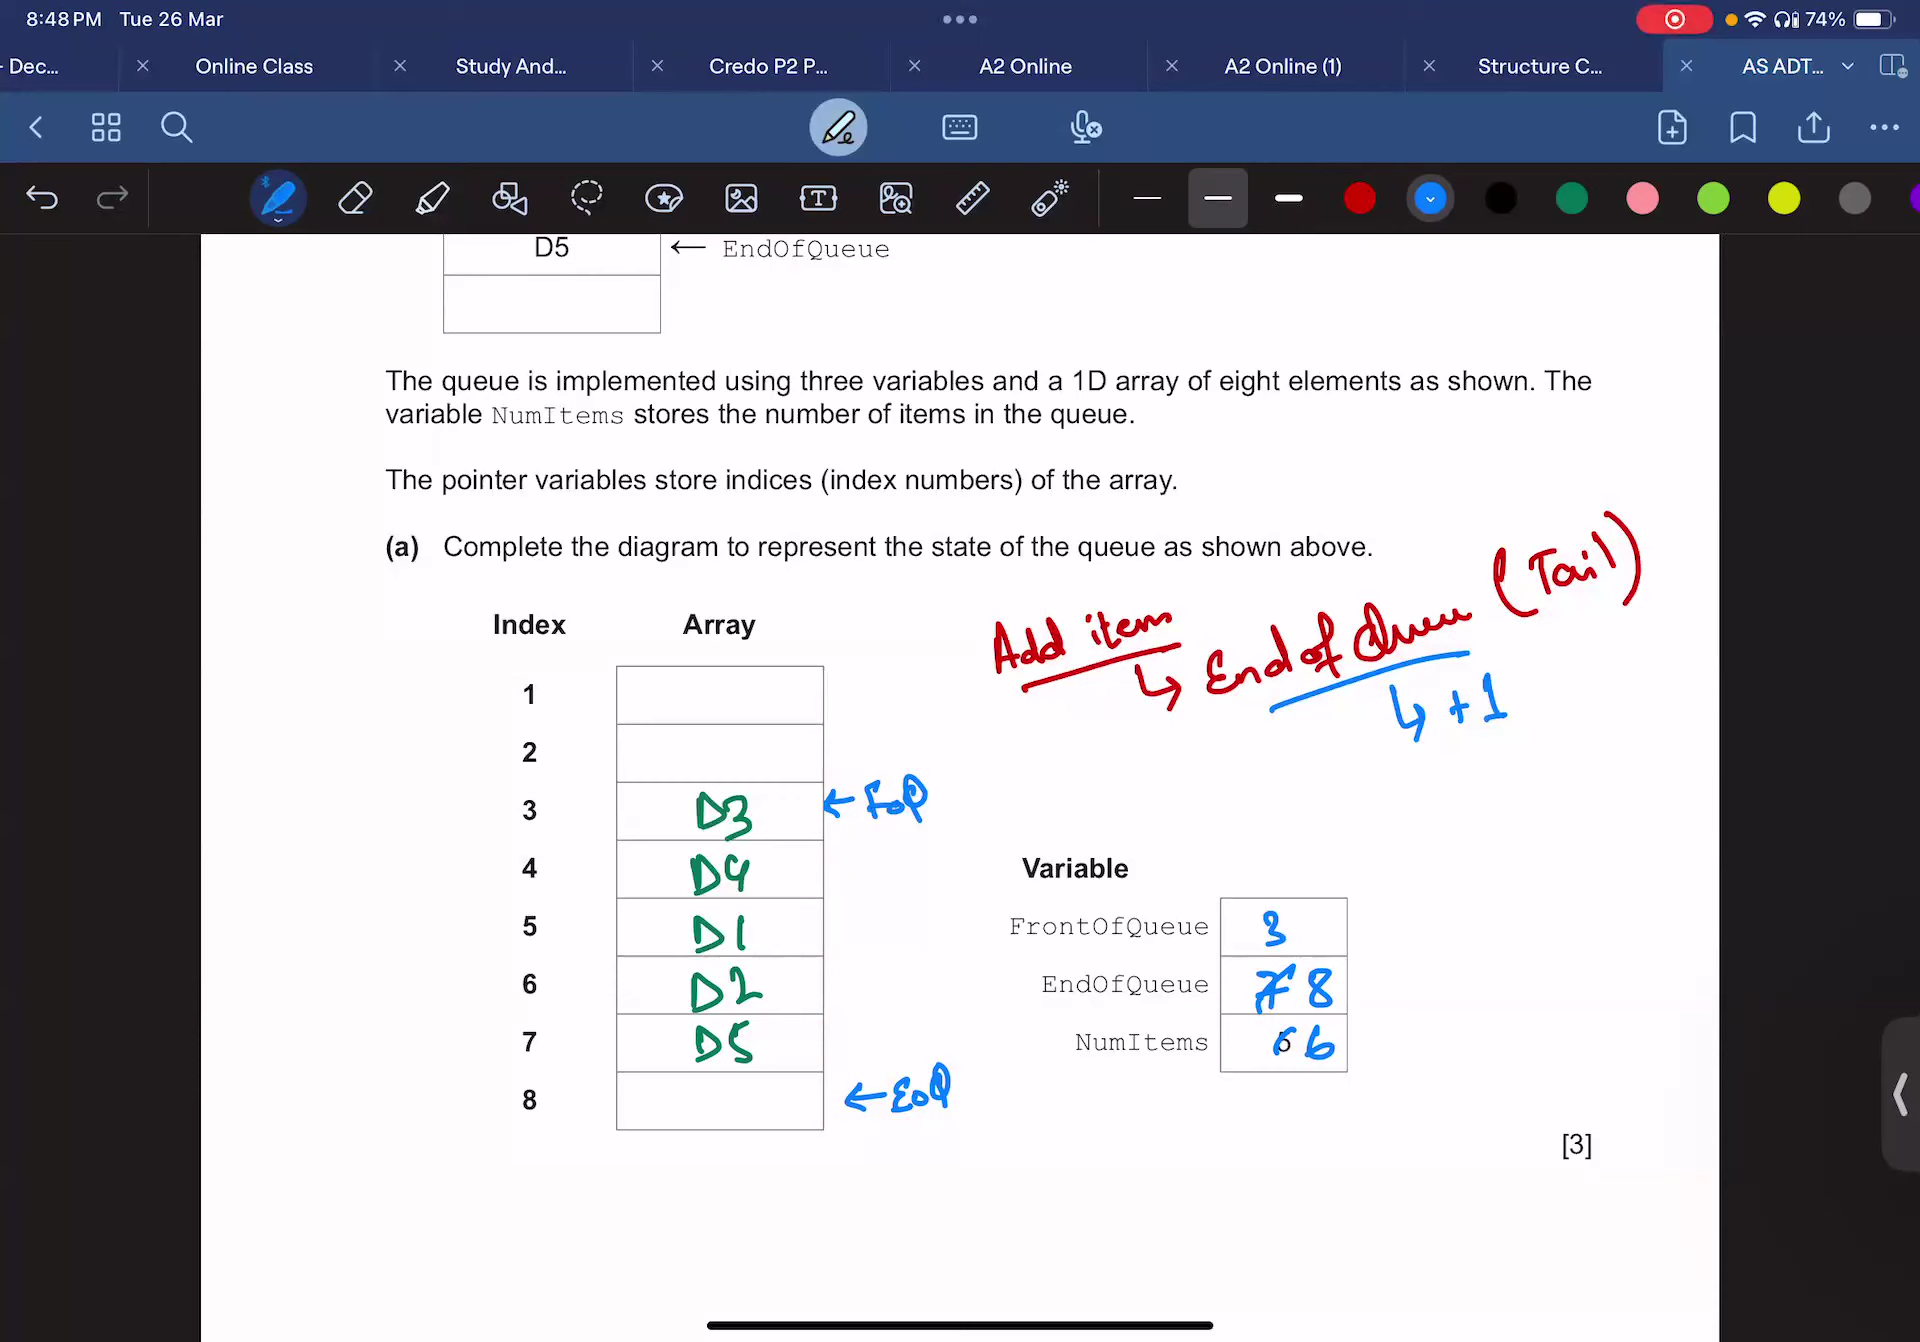 8:48 PM Tue 26 Mar
74%
- Dec...
Online Class
Study And...
Credo P2 P...
A2 Online
A2 Online (1)
Structure C...
AS ADT...
D5 ← EndOfQueue
The queue is implemented using three variables and a 1D array of eight elements as shown. The
variable NumItems stores the number of items in the queue.
The pointer variables store indices (index numbers) of the array.
(a) Complete the diagram to represent the state of the queue as shown above.
Add item
↳ End of Queue (Tail)
↳ +1
Index Array
1
2
3 D3 ← FoQ
4 D4
5 D1
6 D2
7 D5
8 ← EoQ
Variable
FrontOfQueue 3
EndOfQueue 7 8
NumItems 5 6
[3]